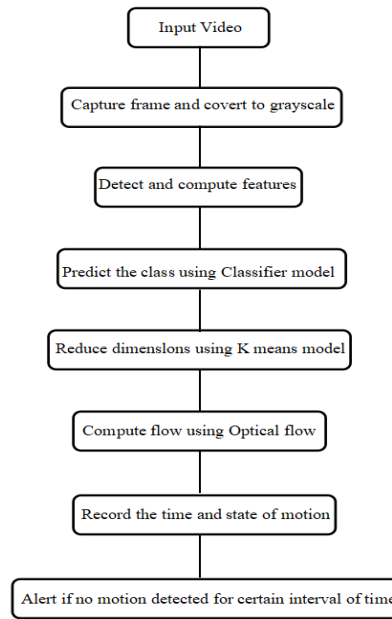 Input Video
Capture frame and covert to grayscale
Detect and compute features
Predict the class using Classifier model
Reduce dimenslons using K means model
Compute flow using Optical flow
Record the time and state of motion
Alert if no motion detected for certain interval of time